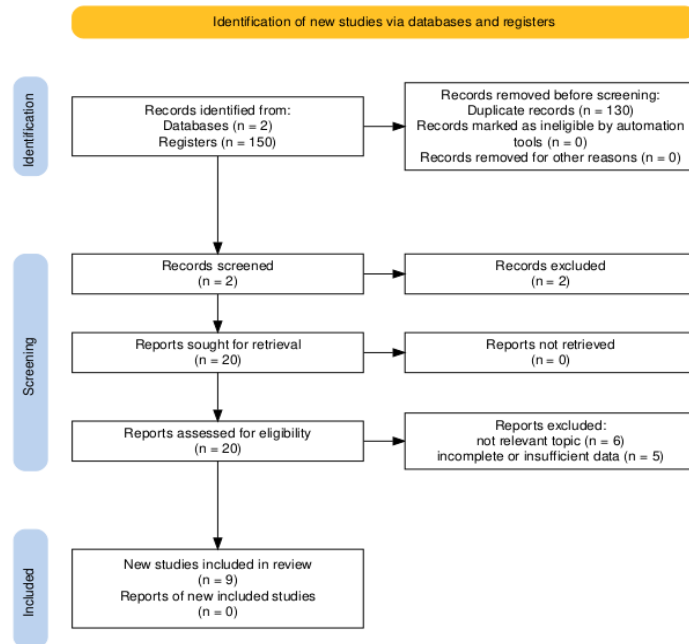 Identification of new studies via databases and registers
Identification
Records identified from:
Databases (n = 2)
Registers (n = 150)
Records removed before screening:
Duplicate records (n = 130)
Records marked as ineligible by automation
tools (n = 0)
Records removed for other reasons (n = 0)
Screening
Records screened
(n = 2)
Records excluded
(n = 2)
Reports sought for retrieval
(n = 20)
Reports not retrieved
(n = 0)
Reports assessed for eligibility
(n = 20)
Reports excluded:
not relevant topic (n = 6)
incomplete or insufficient data (n = 5)
Included
New studies included in review
(n = 9)
Reports of new included studies
(n = 0)